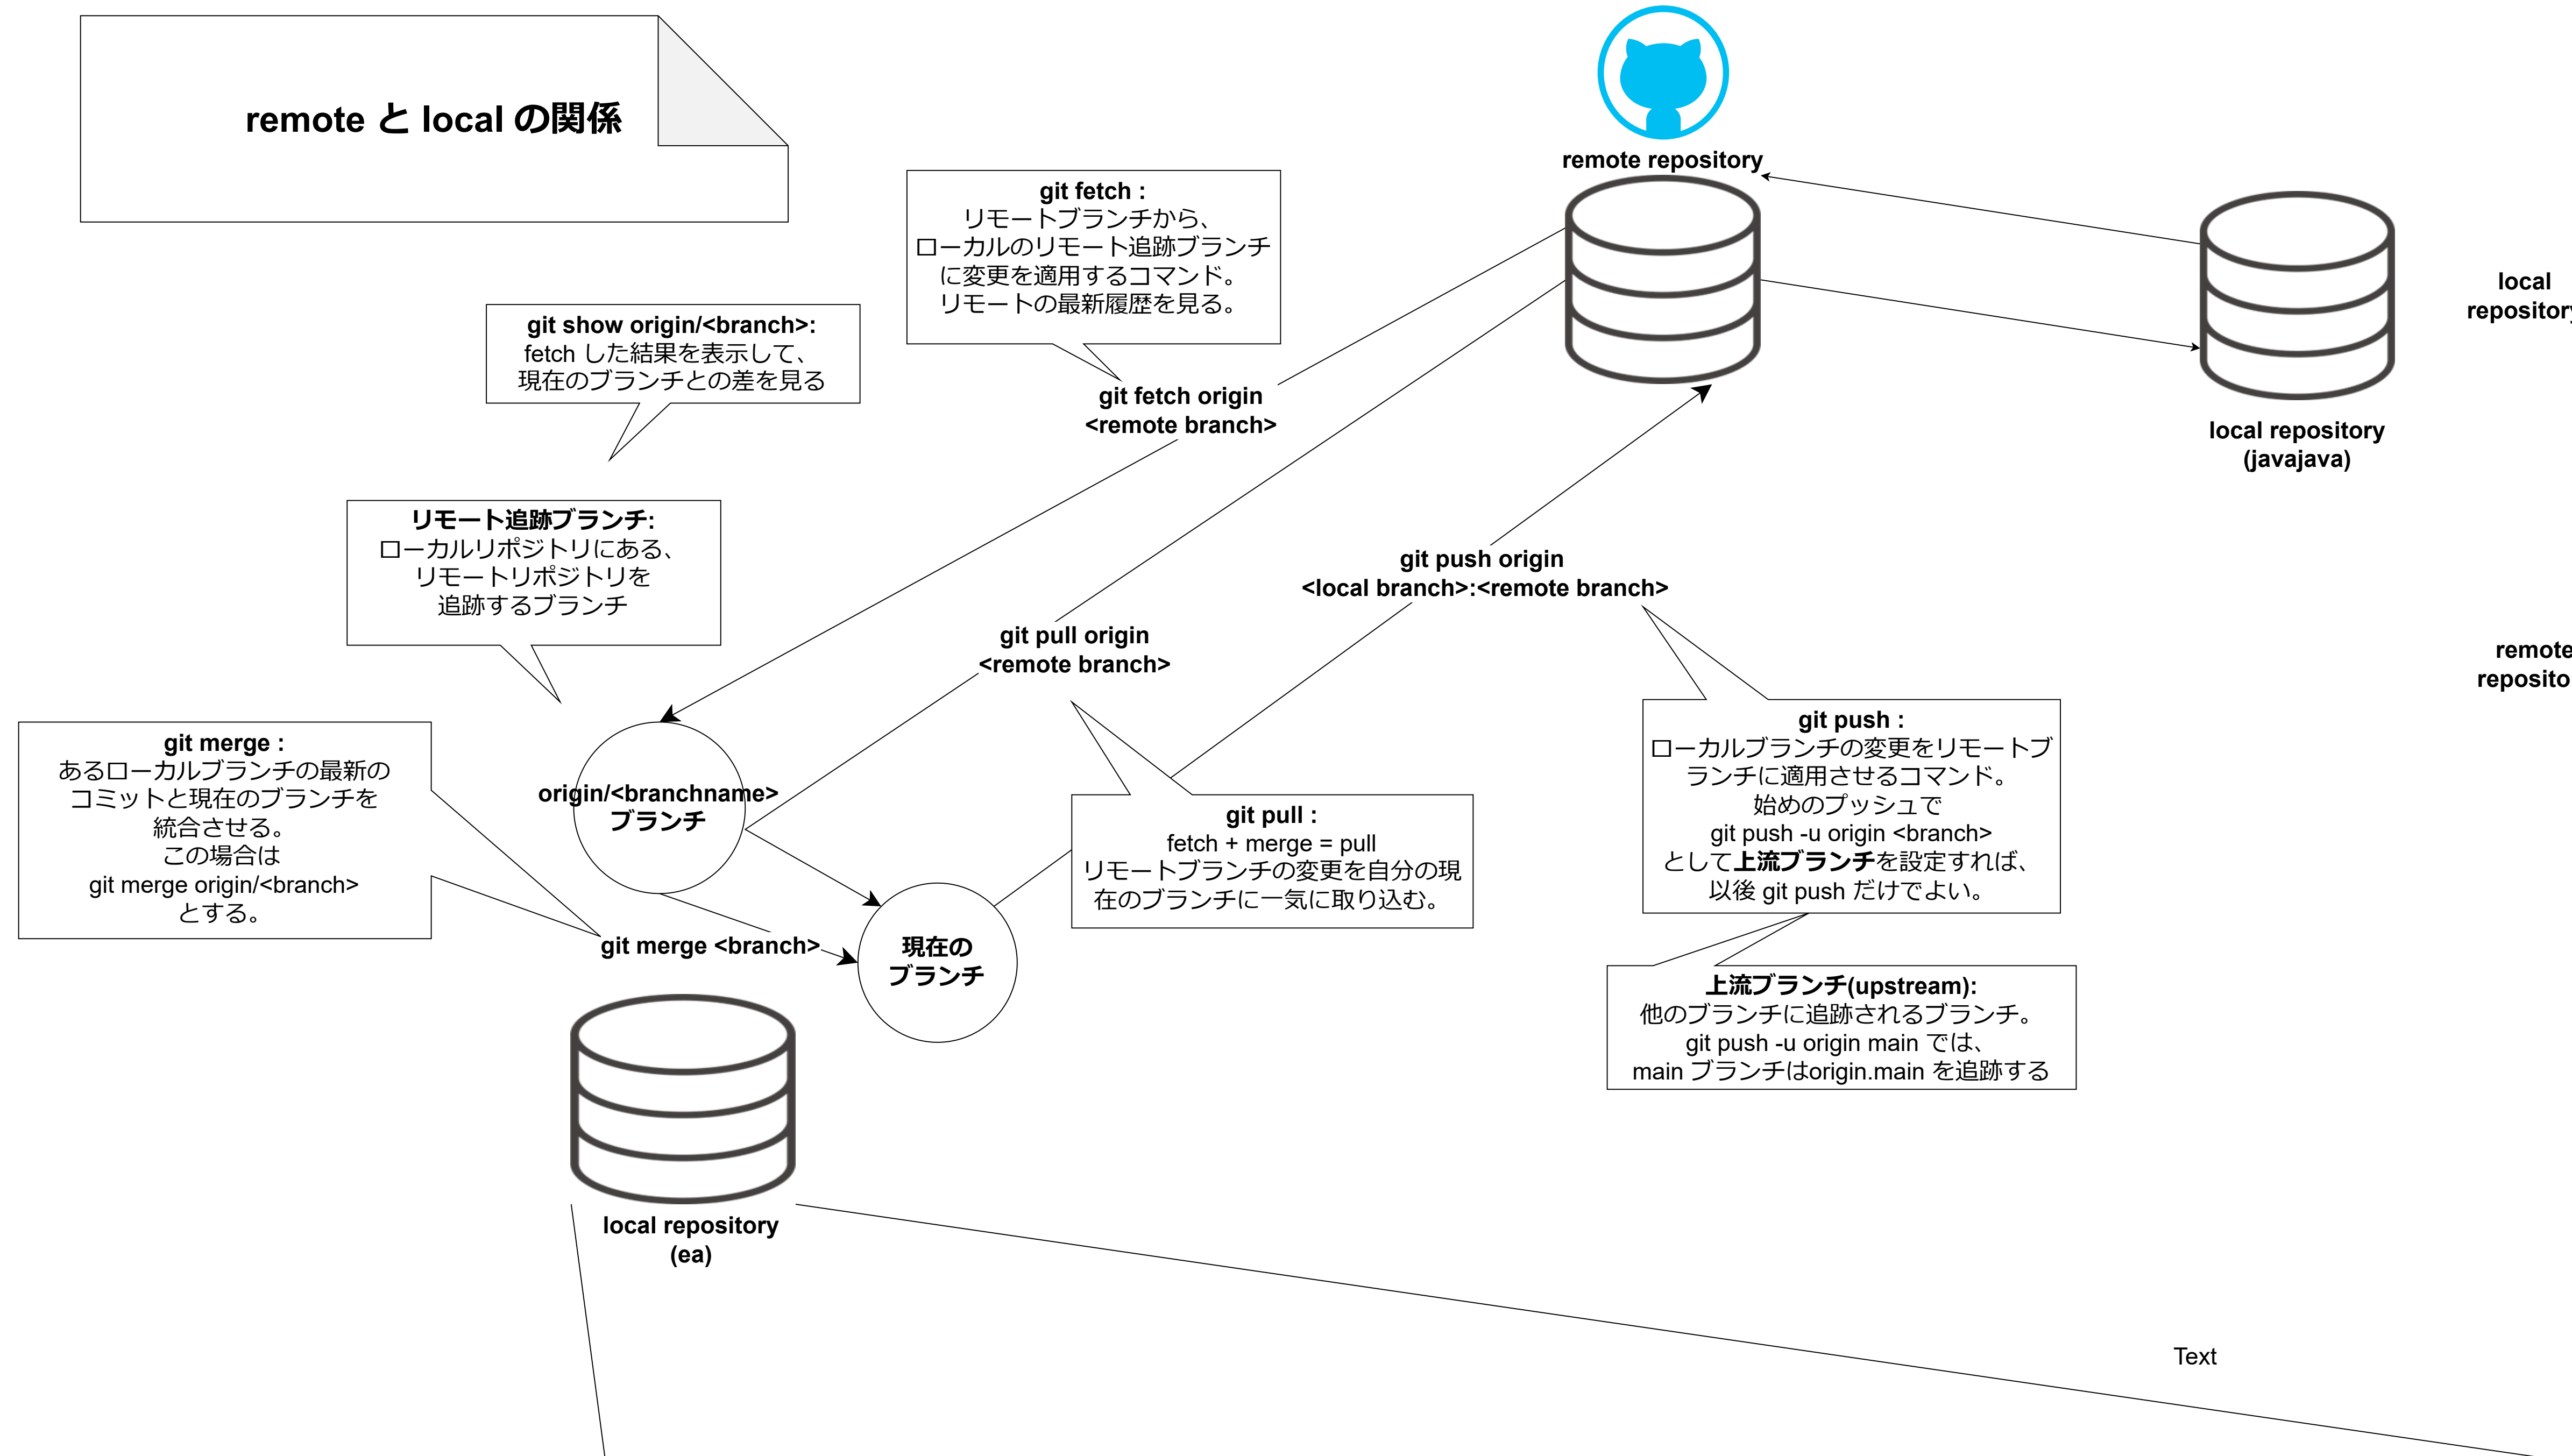 remote と local の関係
remote repository
git fetch :
リモートブランチから、
ローカルのリモート追跡ブランチ
に変更を適用するコマンド。
リモートの最新履歴を見る。
local
repository
git show origin/<branch>:
fetch した結果を表示して、
現在のブランチとの差を見る
git fetch origin
<remote branch>
local repository
(javajava)
リモート追跡ブランチ:
ローカルリポジトリにある、
リモートリポジトリを
追跡するブランチ
git push origin
<local branch>:<remote branch>
git pull origin
<remote branch>
remote
reposito
git merge :
あるローカルブランチの最新の
コミットと現在のブランチを
統合させる。
この場合は
git merge origin/<branch>
とする。
origin/<branchname>
ブランチ
git pull :
fetch + merge = pull
リモートブランチの変更を自分の現
在のブランチに一気に取り込む。
git push :
ローカルブランチの変更をリモートブ
ランチに適用させるコマンド。
始めのプッシュで
git push -u origin <branch>
として上流ブランチを設定すれば、
以後 git push だけでよい。
git merge <branch>
現在の
ブランチ
上流ブランチ(upstream):
他のブランチに追跡されるブランチ。
git push -u origin main では、
main ブランチはorigin.main を追跡する
local repository
(ea)
Text